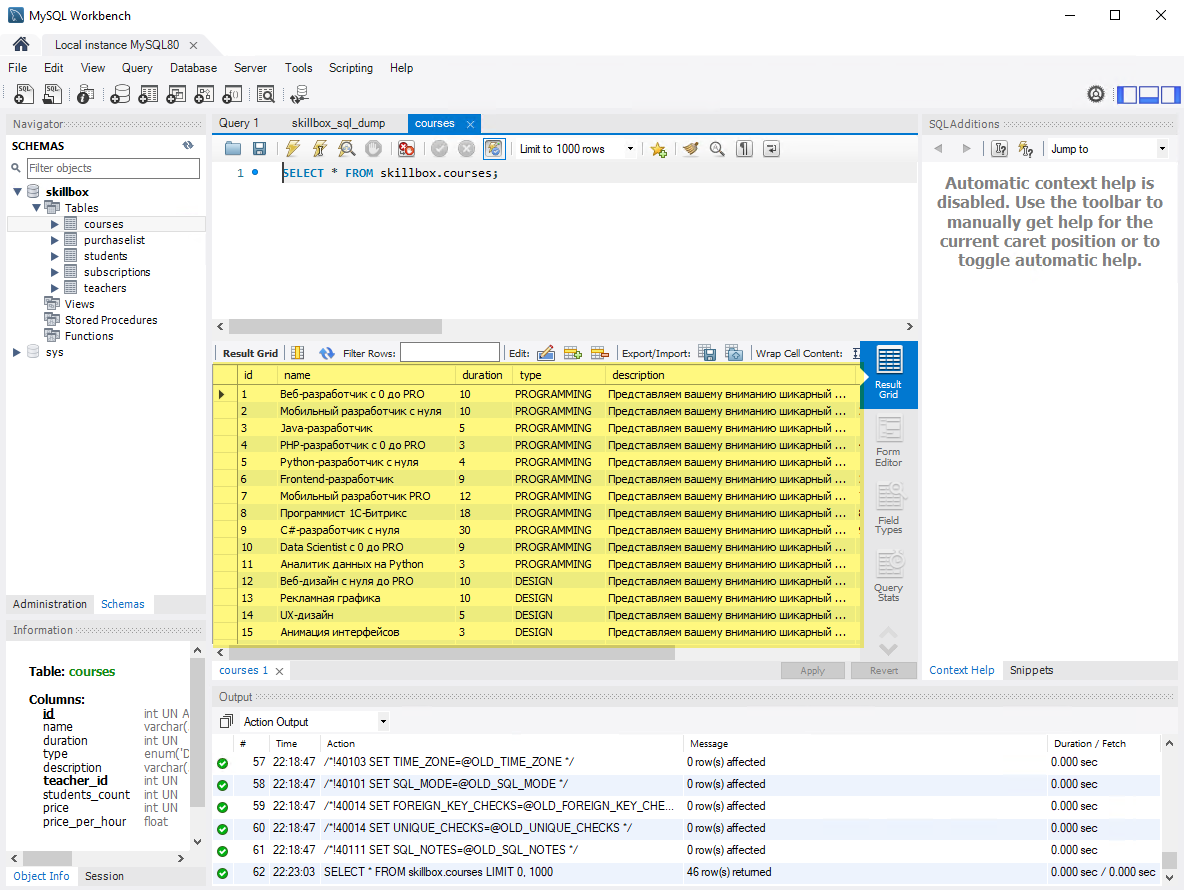 MySQL Workbench
Local instance MySQL80
File Edit View Query Database Server Tools Scripting Help
Navigator
SCHEMAS
Filter objects
skillbox
Tables
courses
purchaselist
students
subscriptions
teachers
Views
Stored Procedures
Functions
sys
Administration Schemas
Information
Table: courses
Columns:
id int UN A
name varchar(
duration int UN
type enum('D
description varchar(
teacher_id int UN
students_count int UN
price int UN
price_per_hour float
Object Info Session
Query 1 skillbox_sql_dump courses
Limit to 1000 rows
1 SELECT * FROM skillbox.courses;
Result Grid Filter Rows: Edit: Export/Import: Wrap Cell Content:
id name duration type description
1 Веб-разработчик c 0 до PRO 10 PROGRAMMING Представляем вашему вниманию шикарный ...
2 Мобильный разработчик с нуля 10 PROGRAMMING Представляем вашему вниманию шикарный ...
3 Java-разработчик 5 PROGRAMMING Представляем вашему вниманию шикарный ...
4 PHP-разработчик с 0 до PRO 3 PROGRAMMING Представляем вашему вниманию шикарный ...
5 Python-разработчик с нуля 4 PROGRAMMING Представляем вашему вниманию шикарный ...
6 Frontend-разработчик 9 PROGRAMMING Представляем вашему вниманию шикарный ...
7 Мобильный разработчик PRO 12 PROGRAMMING Представляем вашему вниманию шикарный ...
8 Программист 1С-Битрикс 18 PROGRAMMING Представляем вашему вниманию шикарный ...
9 C#-разработчик с нуля 30 PROGRAMMING Представляем вашему вниманию шикарный ...
10 Data Scientist с 0 до PRO 9 PROGRAMMING Представляем вашему вниманию шикарный ...
11 Аналитик данных на Python 3 PROGRAMMING Представляем вашему вниманию шикарный ...
12 Веб-дизайн с нуля до PRO 10 DESIGN Представляем вашему вниманию шикарный ...
13 Рекламная графика 10 DESIGN Представляем вашему вниманию шикарный ...
14 UX-дизайн 5 DESIGN Представляем вашему вниманию шикарный ...
15 Анимация интерфейсов 3 DESIGN Представляем вашему вниманию шикарный ...
Result
Grid
Form
Editor
Field
Types
Query
Stats
courses 1 Apply Revert
SQLAdditions
Jump to
Automatic context help is
disabled. Use the toolbar to
manually get help for the
current caret position or to
toggle automatic help.
Context Help Snippets
Output
Action Output
# Time Action Message Duration / Fetch
57 22:18:47 /*!40103 SET TIME_ZONE=@OLD_TIME_ZONE */ 0 row(s) affected 0.000 sec
58 22:18:47 /*!40101 SET SQL_MODE=@OLD_SQL_MODE */ 0 row(s) affected 0.000 sec
59 22:18:47 /*!40014 SET FOREIGN_KEY_CHECKS=@OLD_FOREIGN_KEY_CHE... 0 row(s) affected 0.000 sec
60 22:18:47 /*!40014 SET UNIQUE_CHECKS=@OLD_UNIQUE_CHECKS */ 0 row(s) affected 0.000 sec
61 22:18:47 /*!40111 SET SQL_NOTES=@OLD_SQL_NOTES */ 0 row(s) affected 0.000 sec
62 22:23:03 SELECT * FROM skillbox.courses LIMIT 0, 1000 46 row(s) returned 0.000 sec / 0.000 sec